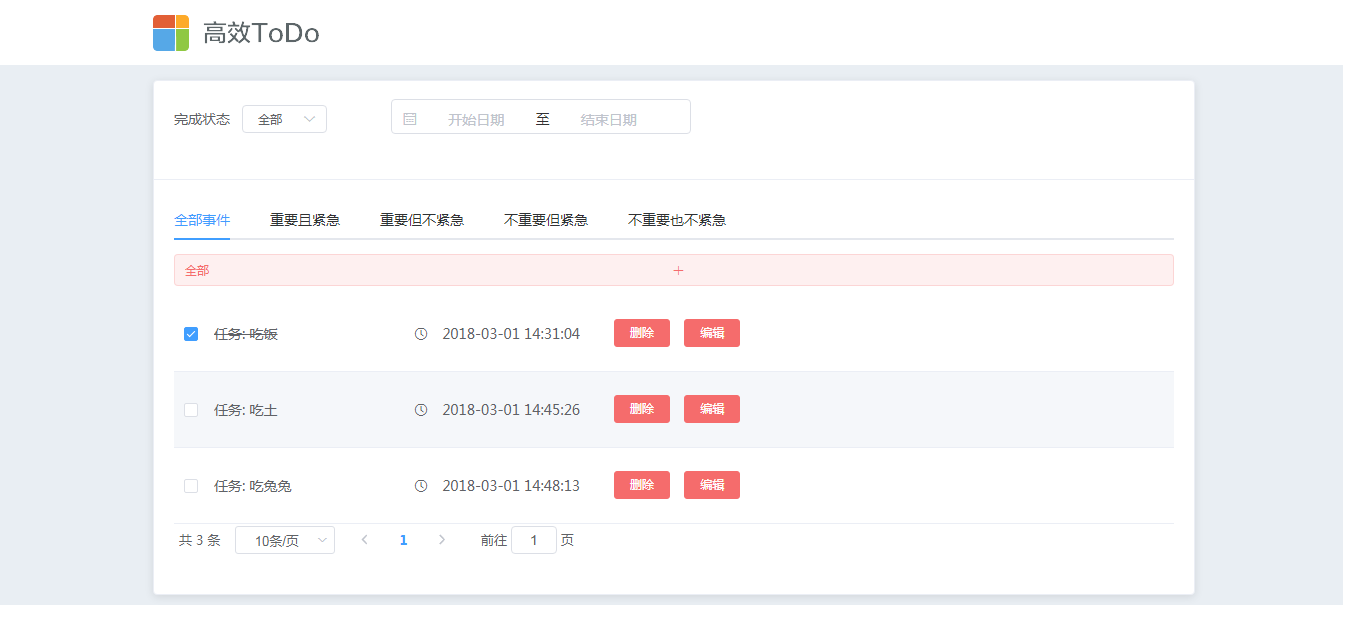 高效ToDo
完成状态 全部 开始日期 至 结束日期
全部事件 重要且紧急 重要但不紧急 不重要但紧急 不重要也不紧急
全部 +
任务: 吃饭 2018-03-01 14:31:04 删除 编辑
任务: 吃土 2018-03-01 14:45:26 删除 编辑
任务: 吃兔兔 2018-03-01 14:48:13 删除 编辑
共 3 条 10条/页 < 1 > 前往 1 页